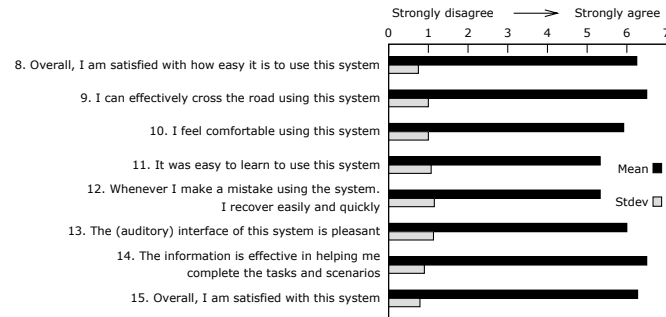 Strongly disagree Strongly agree
0 1 2 3 4 5 6 7
8. Overall, I am satisfied with how easy it is to use this system
9. I can effectively cross the road using this system
10. I feel comfortable using this system
11. It was easy to learn to use this system
Mean
12. Whenever I make a mistake using the system.
I recover easily and quickly
Stdev
13. The (auditory) interface of this system is pleasant
14. The information is effective in helping me
complete the tasks and scenarios
15. Overall, I am satisfied with this system